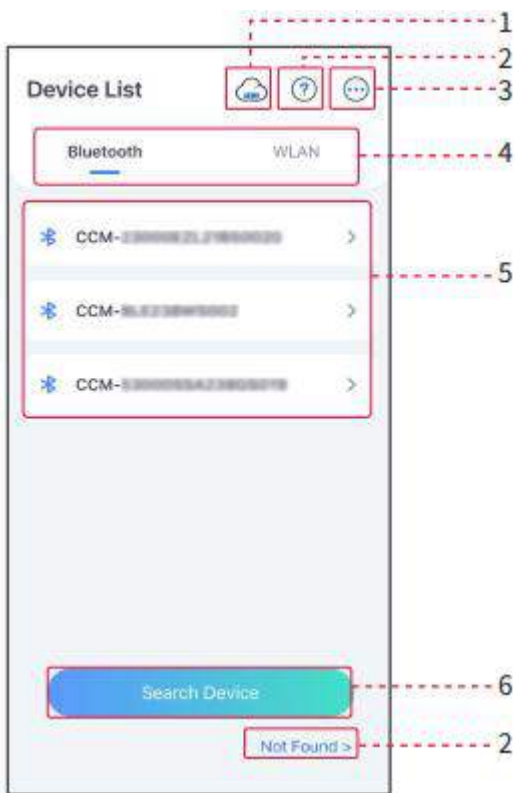 1
2
Device List
3
Bluetooth WLAN
4
CCM-
5
CCM-
CCM-
Search Device
6
Not Found >
2